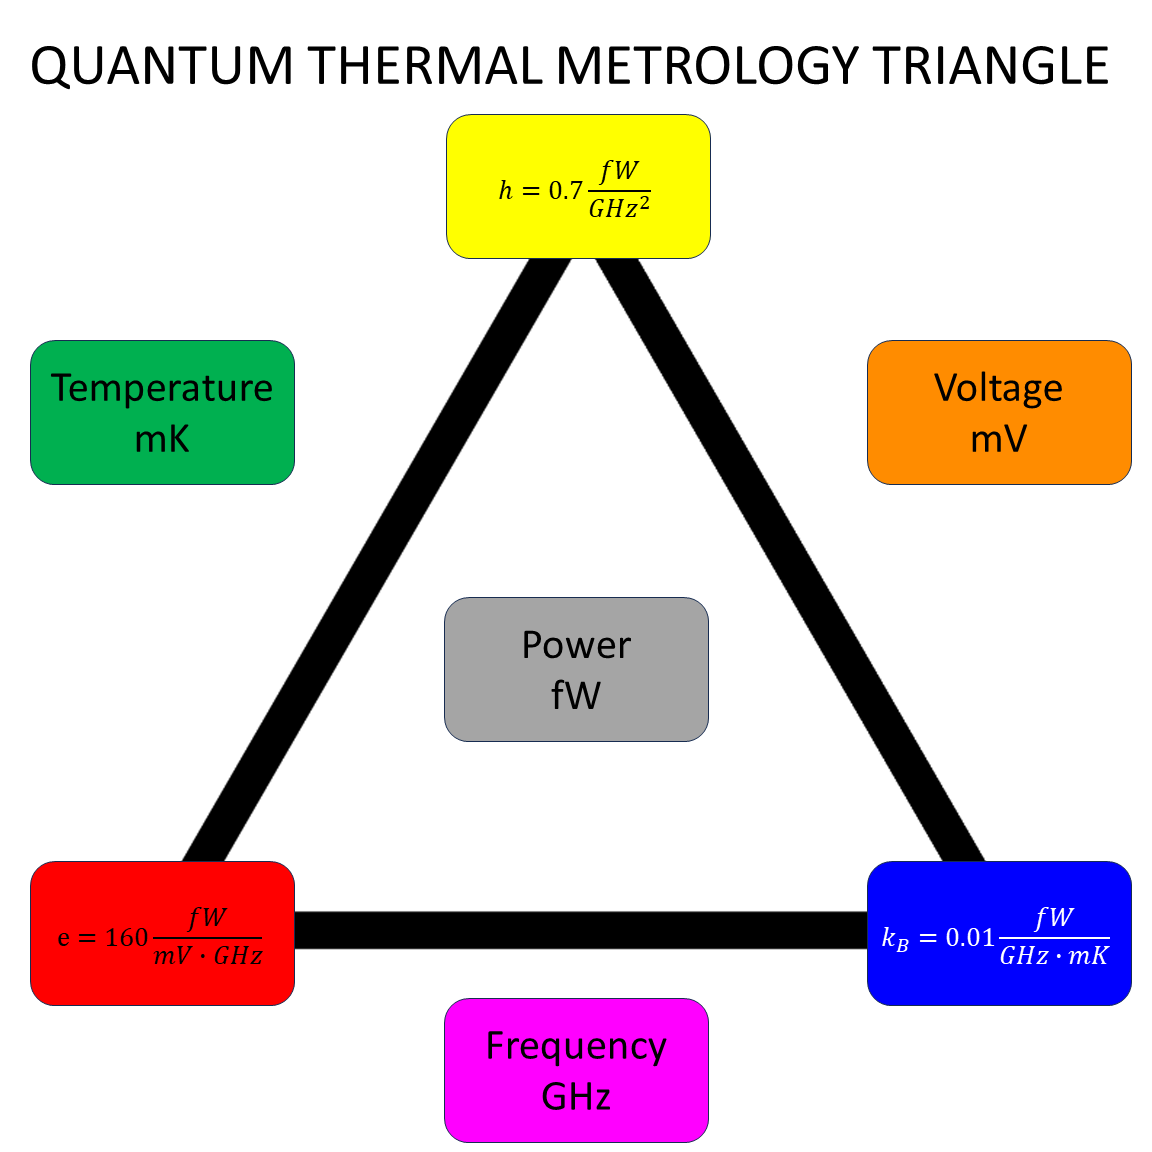 QUANTUM THERMAL METROLOGY TRIANGLE
h = 0.7 fW/GHz²
Temperature
mK
Voltage
mV
Power
fW
e = 160 fW/mV · GHz
k_B = 0.01 fW/GHz · mK
Frequency
GHz